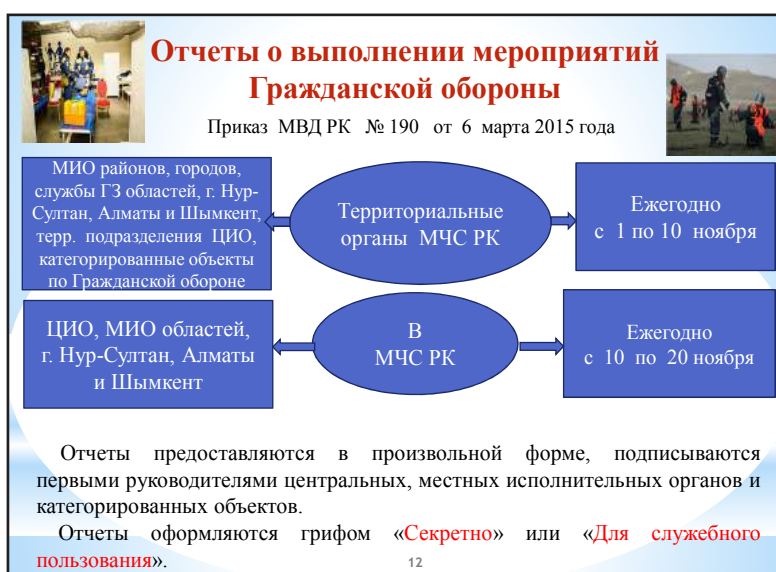 Отчеты о выполнении мероприятий
Гражданской обороны
Приказ МВД РК № 190 от 6 марта 2015 года
МИО районов, городов,
службы ГЗ областей, г. Нур-
Султан, Алматы и Шымкент,
терр. подразделения ЦИО,
категорированные объекты
по Гражданской обороне
Территориальные
органы МЧС РК
Ежегодно
с 1 по 10 ноября
ЦИО, МИО областей,
г. Нур-Султан, Алматы
и Шымкент
В
МЧС РК
Ежегодно
с 10 по 20 ноября
Отчеты предоставляются в произвольной форме, подписываются
первыми руководителями центральных, местных исполнительных органов и
категорированных объектов.
Отчеты оформляются грифом «Секретно» или «Для служебного
пользования».
12